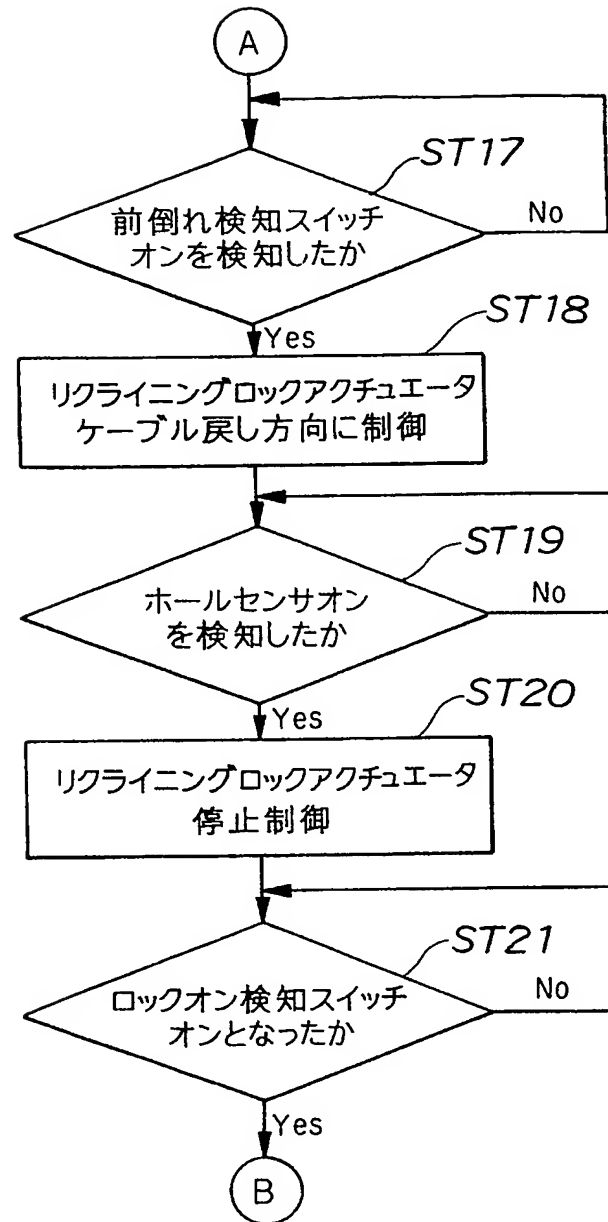 A
ST17
前倒れ検知スイッチ
オンを検知したか
No
Yes
ST18
リクライニングロックアクチュエータ
ケーブル戻し方向に制御
ST19
ホールセンサオン
を検知したか
No
Yes
ST20
リクライニングロックアクチュエータ
停止制御
ST21
ロックオン検知スイッチ
オンとなったか
No
Yes
B